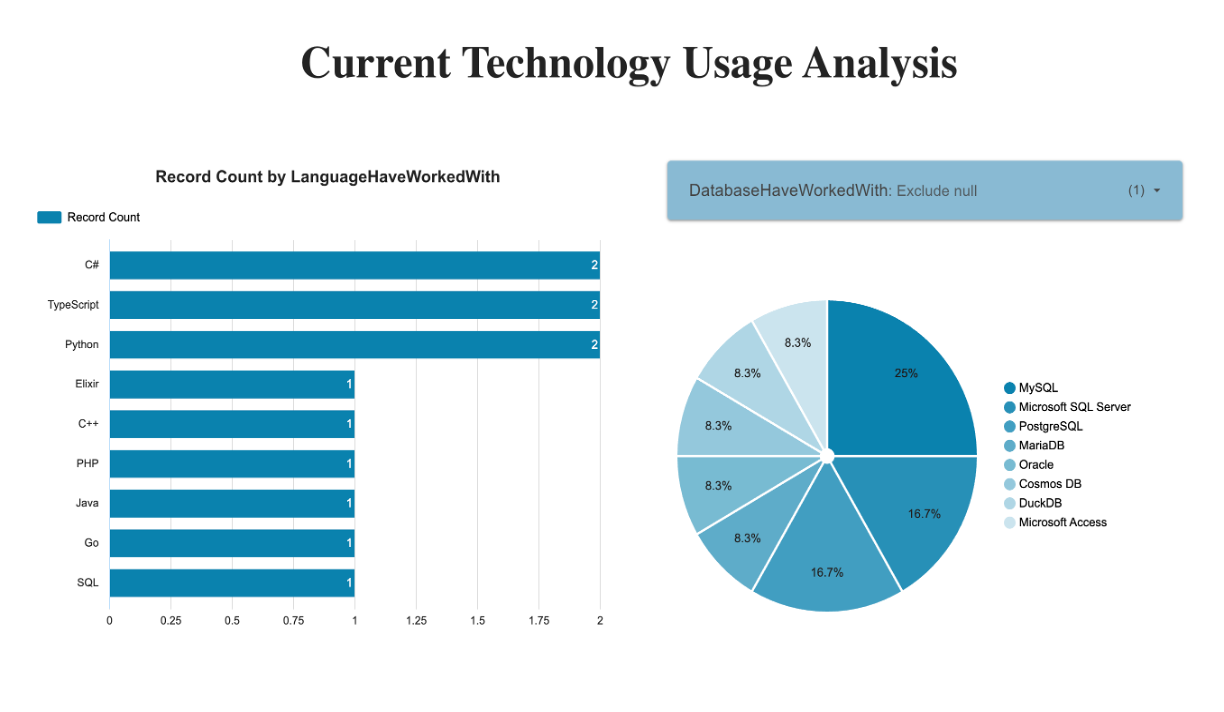 Current Technology Usage Analysis
Record Count by LanguageHaveWorkedWith
Record Count
C# 2
TypeScript 2
Python 2
Elixir 1
C++ 1
PHP 1
Java 1
Go 1
SQL 1
0 0.25 0.5 0.75 1 1.25 1.5 1.75 2
DatabaseHaveWorkedWith: Exclude null (1)
25%
16.7%
16.7%
8.3%
8.3%
8.3%
8.3%
8.3%
MySQL
Microsoft SQL Server
PostgreSQL
MariaDB
Oracle
Cosmos DB
DuckDB
Microsoft Access